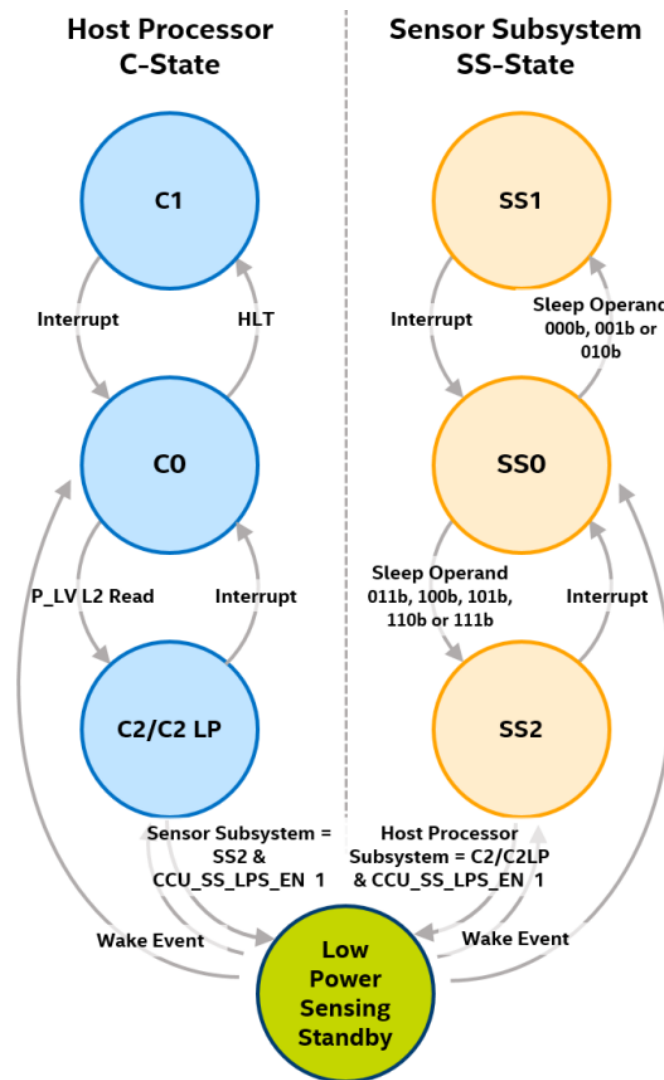 Host Processor
C-State
Sensor Subsystem
SS-State
C1
SS1
Interrupt
HLT
Interrupt
Sleep Operand
000b, 001b or
010b
C0
SS0
P_LV L2 Read
Interrupt
Sleep Operand
011b, 100b, 101b,
110b or 111b
Interrupt
C2/C2 LP
SS2
Sensor Subsystem =
SS2 &
CCU_SS_LPS_EN 1
Host Processor
Subsystem = C2/C2LP
& CCU_SS_LPS_EN 1
Wake Event
Wake Event
Low
Power
Sensing
Standby